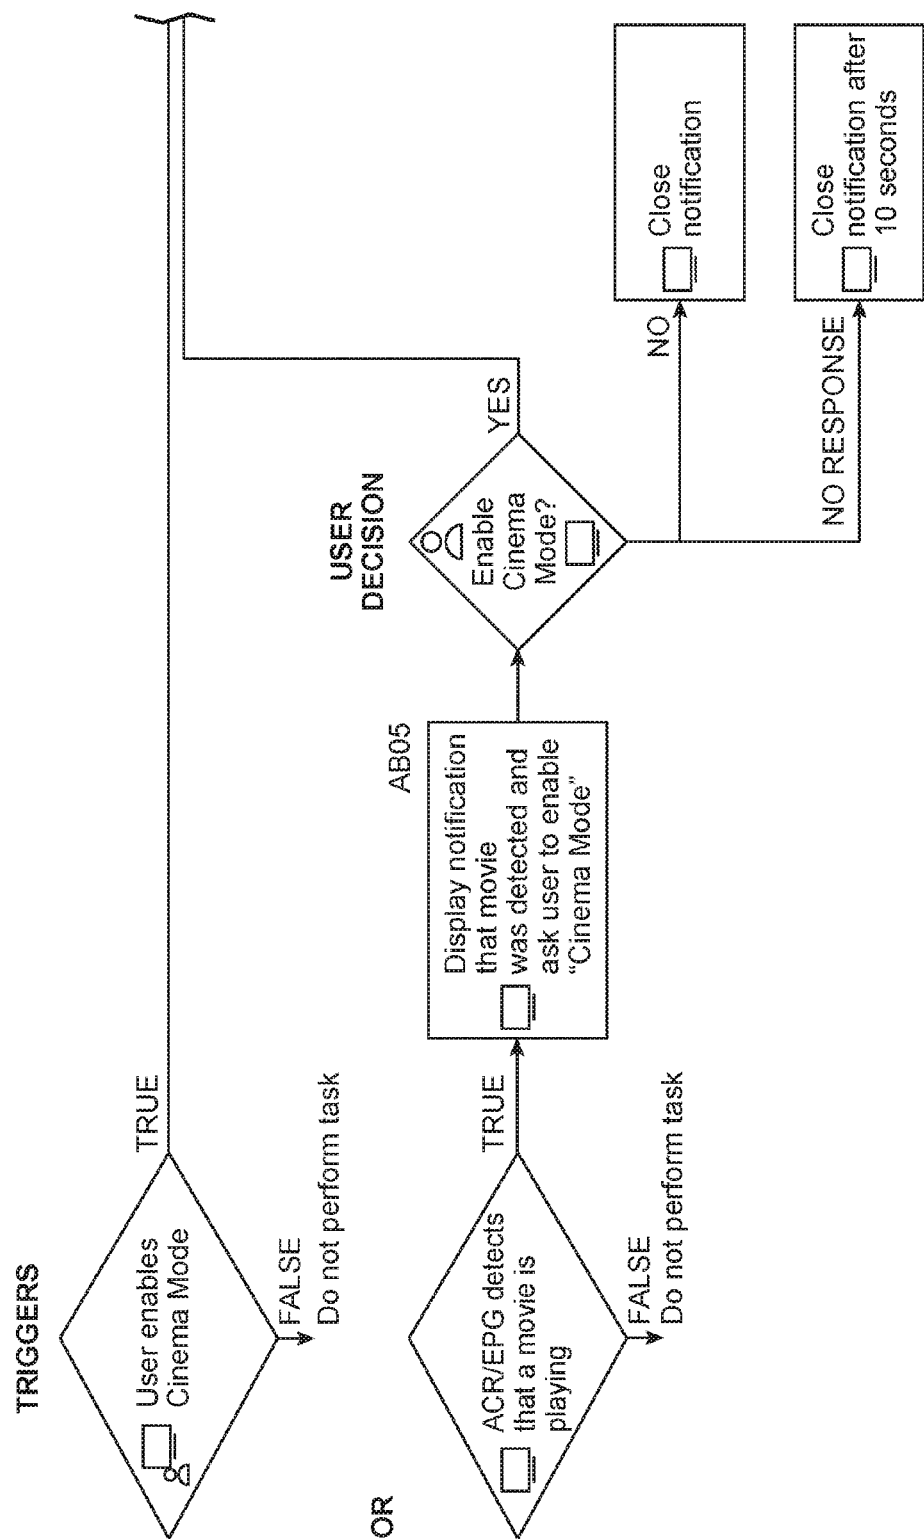 TRIGGERS
User enables
Cinema Mode
TRUE
FALSE
Do not perform task
OR
ACR/EPG detects
that a movie is
playing
TRUE
FALSE
Do not perform task
AB05
Display notification
that movie
was detected and
ask user to enable
“Cinema Mode”
USER
DECISION
Enable
Cinema
Mode?
YES
NO
Close
notification
NO RESPONSE
Close
notification after
10 seconds